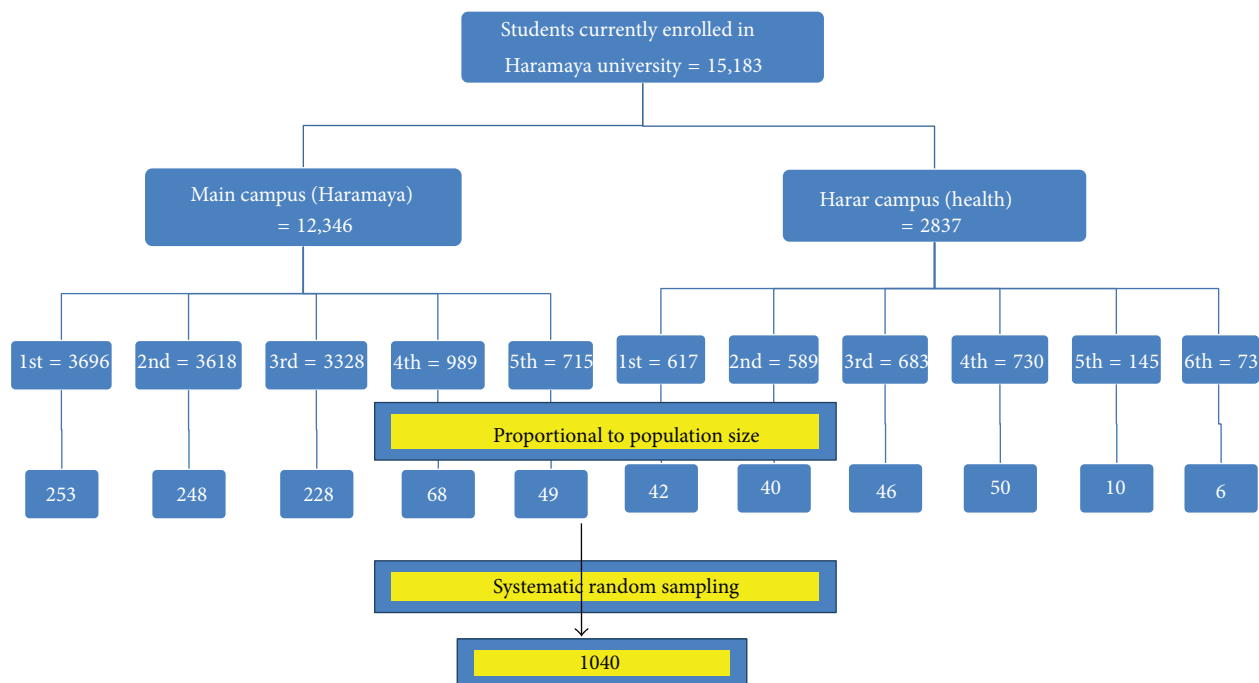 Students currently enrolled in
Haramaya university = 15,183
Main campus (Haramaya)
= 12,346
Harar campus (health)
= 2837
1st = 3696
2nd = 3618
3rd = 3328
4th = 989
5th = 715
1st = 617
2nd = 589
3rd = 683
4th = 730
5th = 145
6th = 73
Proportional to population size
253
248
228
68
49
42
40
46
50
10
6
Systematic random sampling
1040